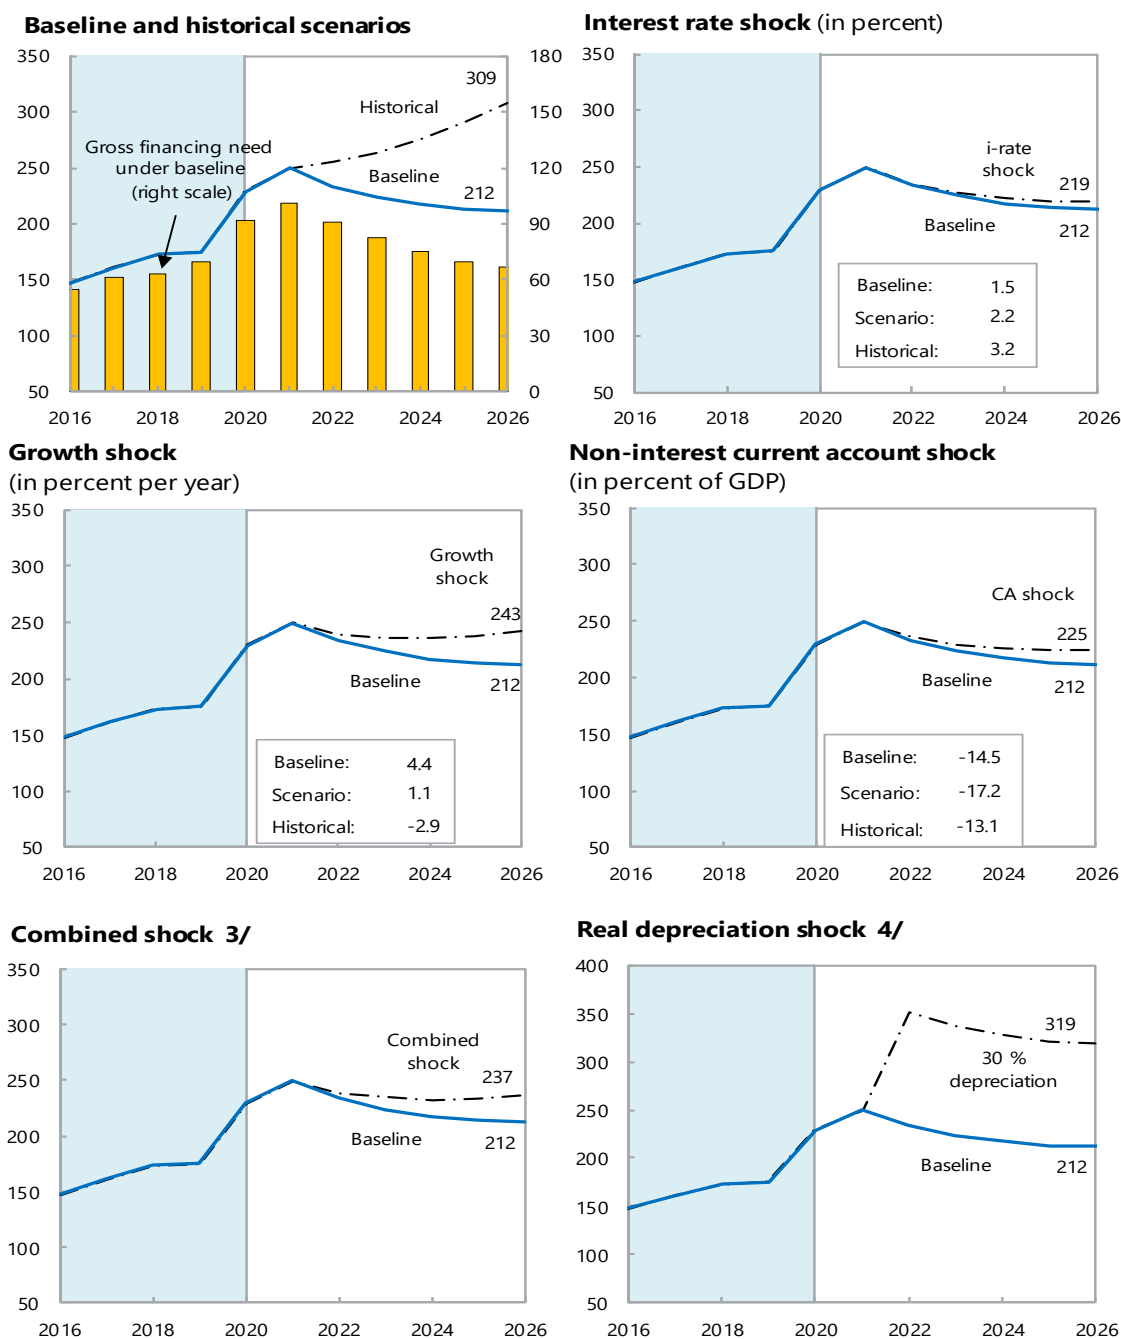 Baseline and historical scenarios
350
300
250
200
150
100
50
180
150
120
90
60
30
0
309
Historical
Gross financing need
under baseline
(right scale)
Baseline
212
2016 2018 2020 2022 2024 2026
Interest rate shock (in percent)
350
300
250
200
150
100
50
i-rate
shock
219
Baseline
212
Baseline: 1.5
Scenario: 2.2
Historical: 3.2
2016 2018 2020 2022 2024 2026
Growth shock
(in percent per year)
350
300
250
200
150
100
50
Growth
shock
243
Baseline
212
Baseline: 4.4
Scenario: 1.1
Historical: -2.9
2016 2018 2020 2022 2024 2026
Non-interest current account shock
(in percent of GDP)
350
300
250
200
150
100
50
CA shock
225
Baseline
212
Baseline: -14.5
Scenario: -17.2
Historical: -13.1
2016 2018 2020 2022 2024 2026
Combined shock 3/
350
300
250
200
150
100
50
Combined
shock
237
Baseline
212
2016 2018 2020 2022 2024 2026
Real depreciation shock 4/
400
350
300
250
200
150
100
50
319
30 %
depreciation
Baseline
212
2016 2018 2020 2022 2024 2026